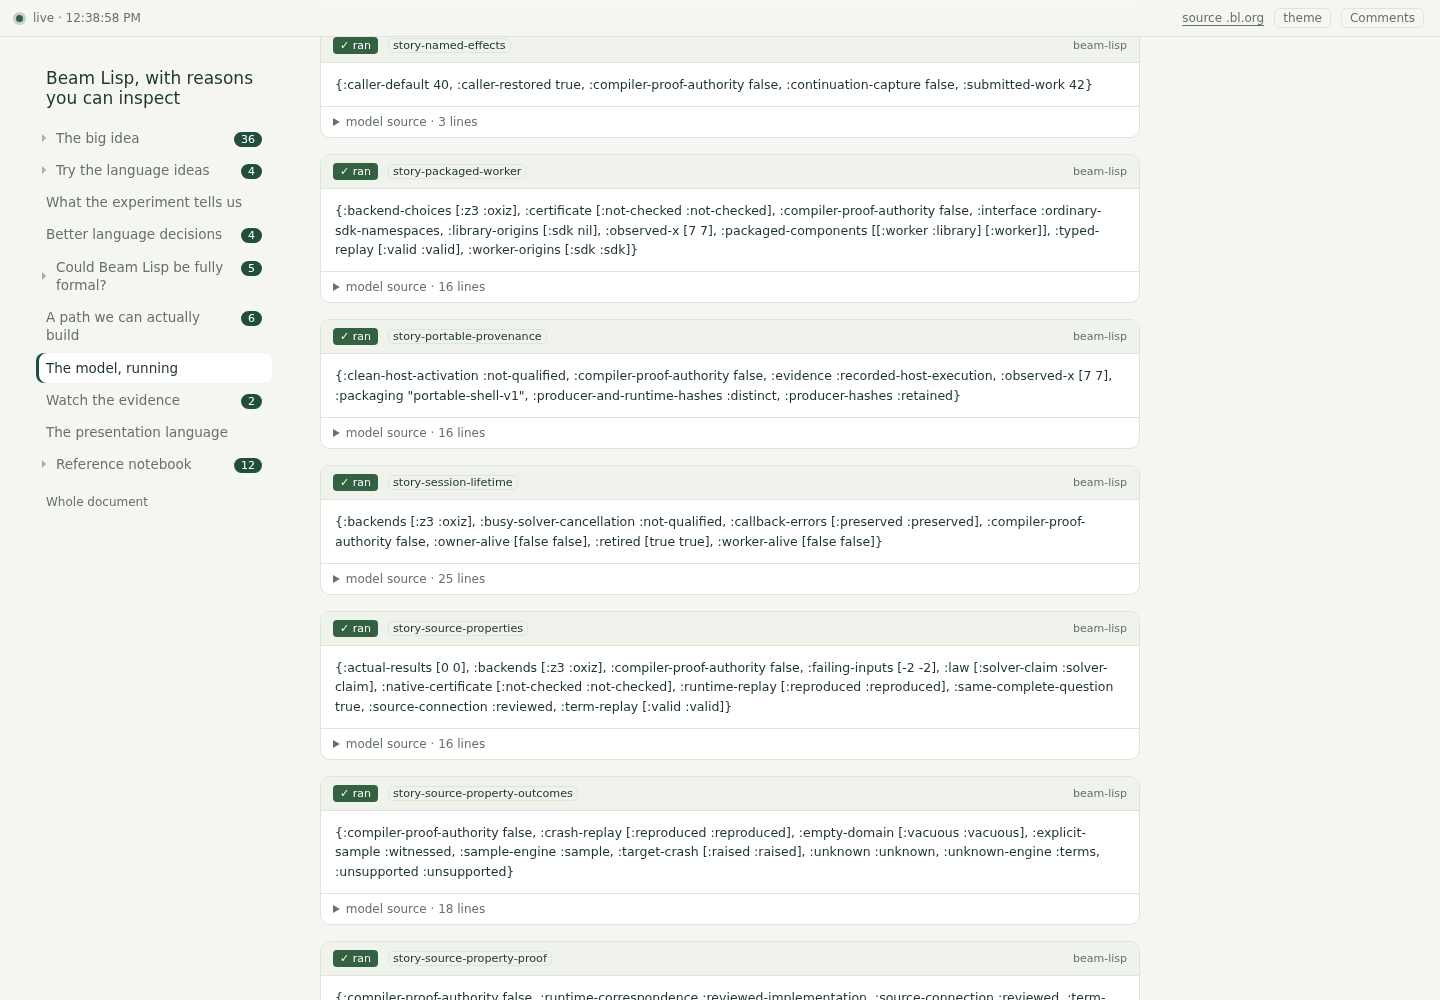 live · 12:38:58 PM
source .bl.org
theme
Comments
Beam Lisp, with reasons
you can inspect
The big idea 36
Try the language ideas 4
What the experiment tells us
Better language decisions 4
Could Beam Lisp be fully 5
formal?
A path we can actually 6
build
The model, running
Watch the evidence 2
The presentation language
Reference notebook 12
Whole document
✓ ran story-named-effects beam-lisp
{:caller-default 40, :caller-restored true, :compiler-proof-authority false, :continuation-capture false, :submitted-work 42}
model source · 3 lines
✓ ran story-packaged-worker beam-lisp
{:backend-choices [:z3 :oxiz], :certificate [:not-checked :not-checked], :compiler-proof-authority false, :interface :ordinary-
sdk-namespaces, :library-origins [:sdk nil], :observed-x [7 7], :packaged-components [[:worker :library] [:worker]], :typed-
replay [:valid :valid], :worker-origins [:sdk :sdk]}
model source · 16 lines
✓ ran story-portable-provenance beam-lisp
{:clean-host-activation :not-qualified, :compiler-proof-authority false, :evidence :recorded-host-execution, :observed-x [7 7],
:packaging "portable-shell-v1", :producer-and-runtime-hashes :distinct, :producer-hashes :retained}
model source · 16 lines
✓ ran story-session-lifetime beam-lisp
{:backends [:z3 :oxiz], :busy-solver-cancellation :not-qualified, :callback-errors [:preserved :preserved], :compiler-proof-
authority false, :owner-alive [false false], :retired [true true], :worker-alive [false false]}
model source · 25 lines
✓ ran story-source-properties beam-lisp
{:actual-results [0 0], :backends [:z3 :oxiz], :compiler-proof-authority false, :failing-inputs [-2 -2], :law [:solver-claim :solver-
claim], :native-certificate [:not-checked :not-checked], :runtime-replay [:reproduced :reproduced], :same-complete-question
true, :source-connection :reviewed, :term-replay [:valid :valid]}
model source · 16 lines
✓ ran story-source-property-outcomes beam-lisp
{:compiler-proof-authority false, :crash-replay [:reproduced :reproduced], :empty-domain [:vacuous :vacuous], :explicit-
sample :witnessed, :sample-engine :sample, :target-crash [:raised :raised], :unknown :unknown, :unknown-engine :terms,
:unsupported :unsupported}
model source · 18 lines
✓ ran story-source-property-proof beam-lisp
{:compiler-proof-authority false, :runtime-correspondence :reviewed-implementation, :source-connection :reviewed, :term-